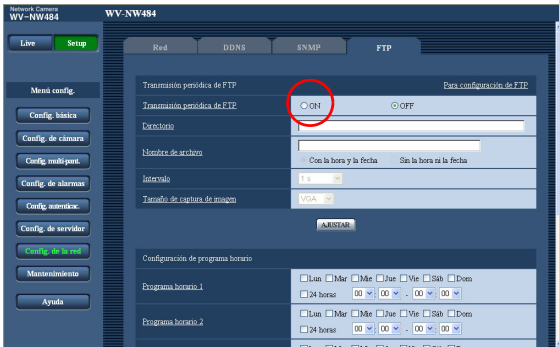 Network Camera
WV-NW484
WV-NW484
Live Setup
Red DDNS SNMP FTP
Menú config.
Config. básica
Config. de cámara
Config. multi-pant.
Config. de alarmas
Config. autenticac.
Config. de servidor
Config. de la red
Mantenimiento
Ayuda
Transmisión periódica de FTP Para configuración de FTP
Transmisión periódica de FTP ON OFF
Directorio
Nombre de archivo
Con la hora y la fecha Sin la hora ni la fecha
Intervalo 1 s
Tamaño de captura de imagen VGA
AJUSTAR
Configuración de programa horario
Programa horario 1
Lun Mar Mie Jue Vie Sáb Dom
24 horas 00 : 00 - 00 : 00
Programa horario 2
Lun Mar Mie Jue Vie Sáb Dom
24 horas 00 : 00 - 00 : 00